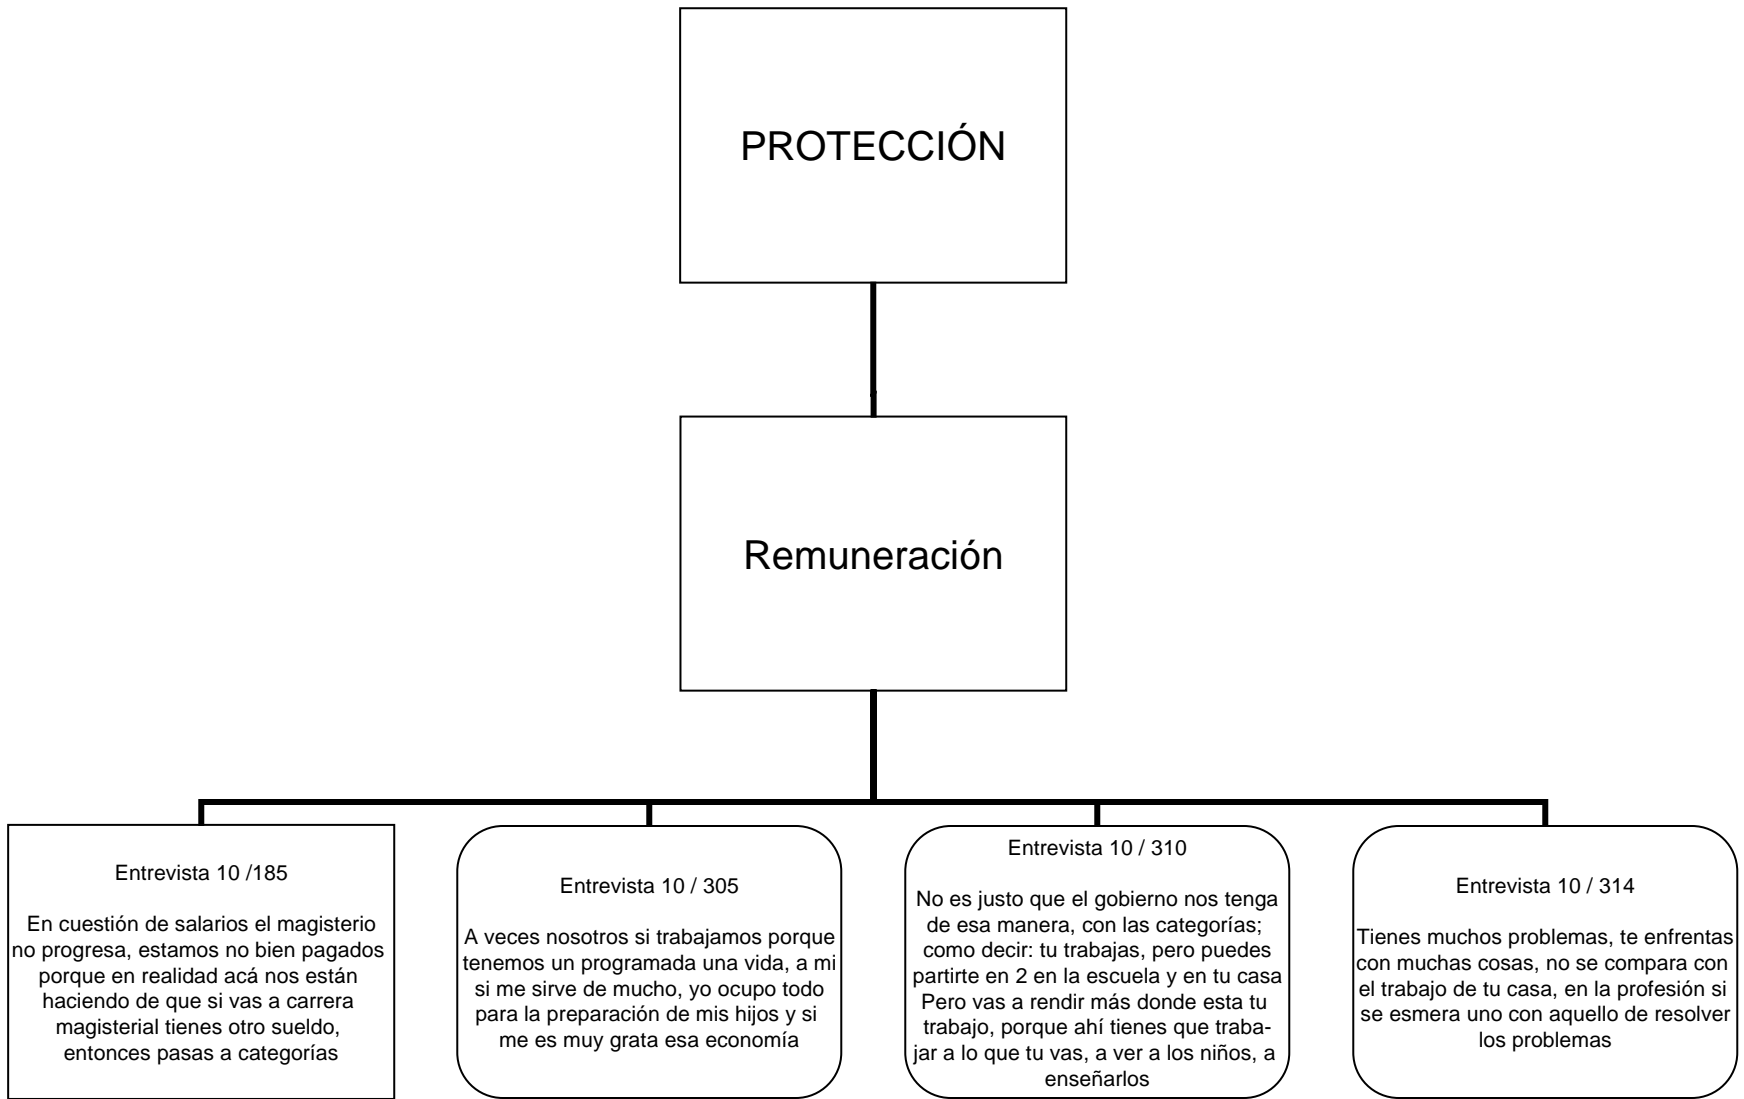 PROTECCIÓN
Remuneración
Entrevista 10 /185
En cuestión de salarios el magisterio
no progresa, estamos no bien pagados
porque en realidad acá nos están
haciendo de que si vas a carrera
magisterial tienes otro sueldo,
entonces pasas a categorías
Entrevista 10 / 305
A veces nosotros si trabajamos porque
tenemos un programada una vida, a mi
si me sirve de mucho, yo ocupo todo
para la preparación de mis hijos y si
me es muy grata esa economía
Entrevista 10 / 310
No es justo que el gobierno nos tenga
de esa manera, con las categorías;
como decir: tu trabajas, pero puedes
partirte en 2 en la escuela y en tu casa
Pero vas a rendir más donde esta tu
trabajo, porque ahí tienes que traba-
jar a lo que tu vas, a ver a los niños, a
enseñarlos
Entrevista 10 / 314
Tienes muchos problemas, te enfrentas
con muchas cosas, no se compara con
el trabajo de tu casa, en la profesión si
se esmera uno con aquello de resolver
los problemas